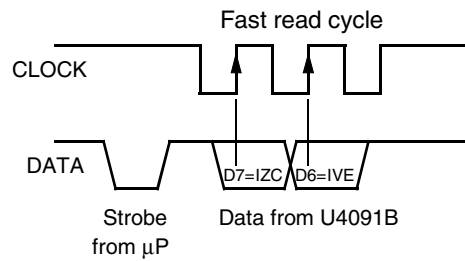 Fast read cycle
CLOCK
DATA
D7=IZC D6=IVE
Strobe
from µP
Data from U4091B